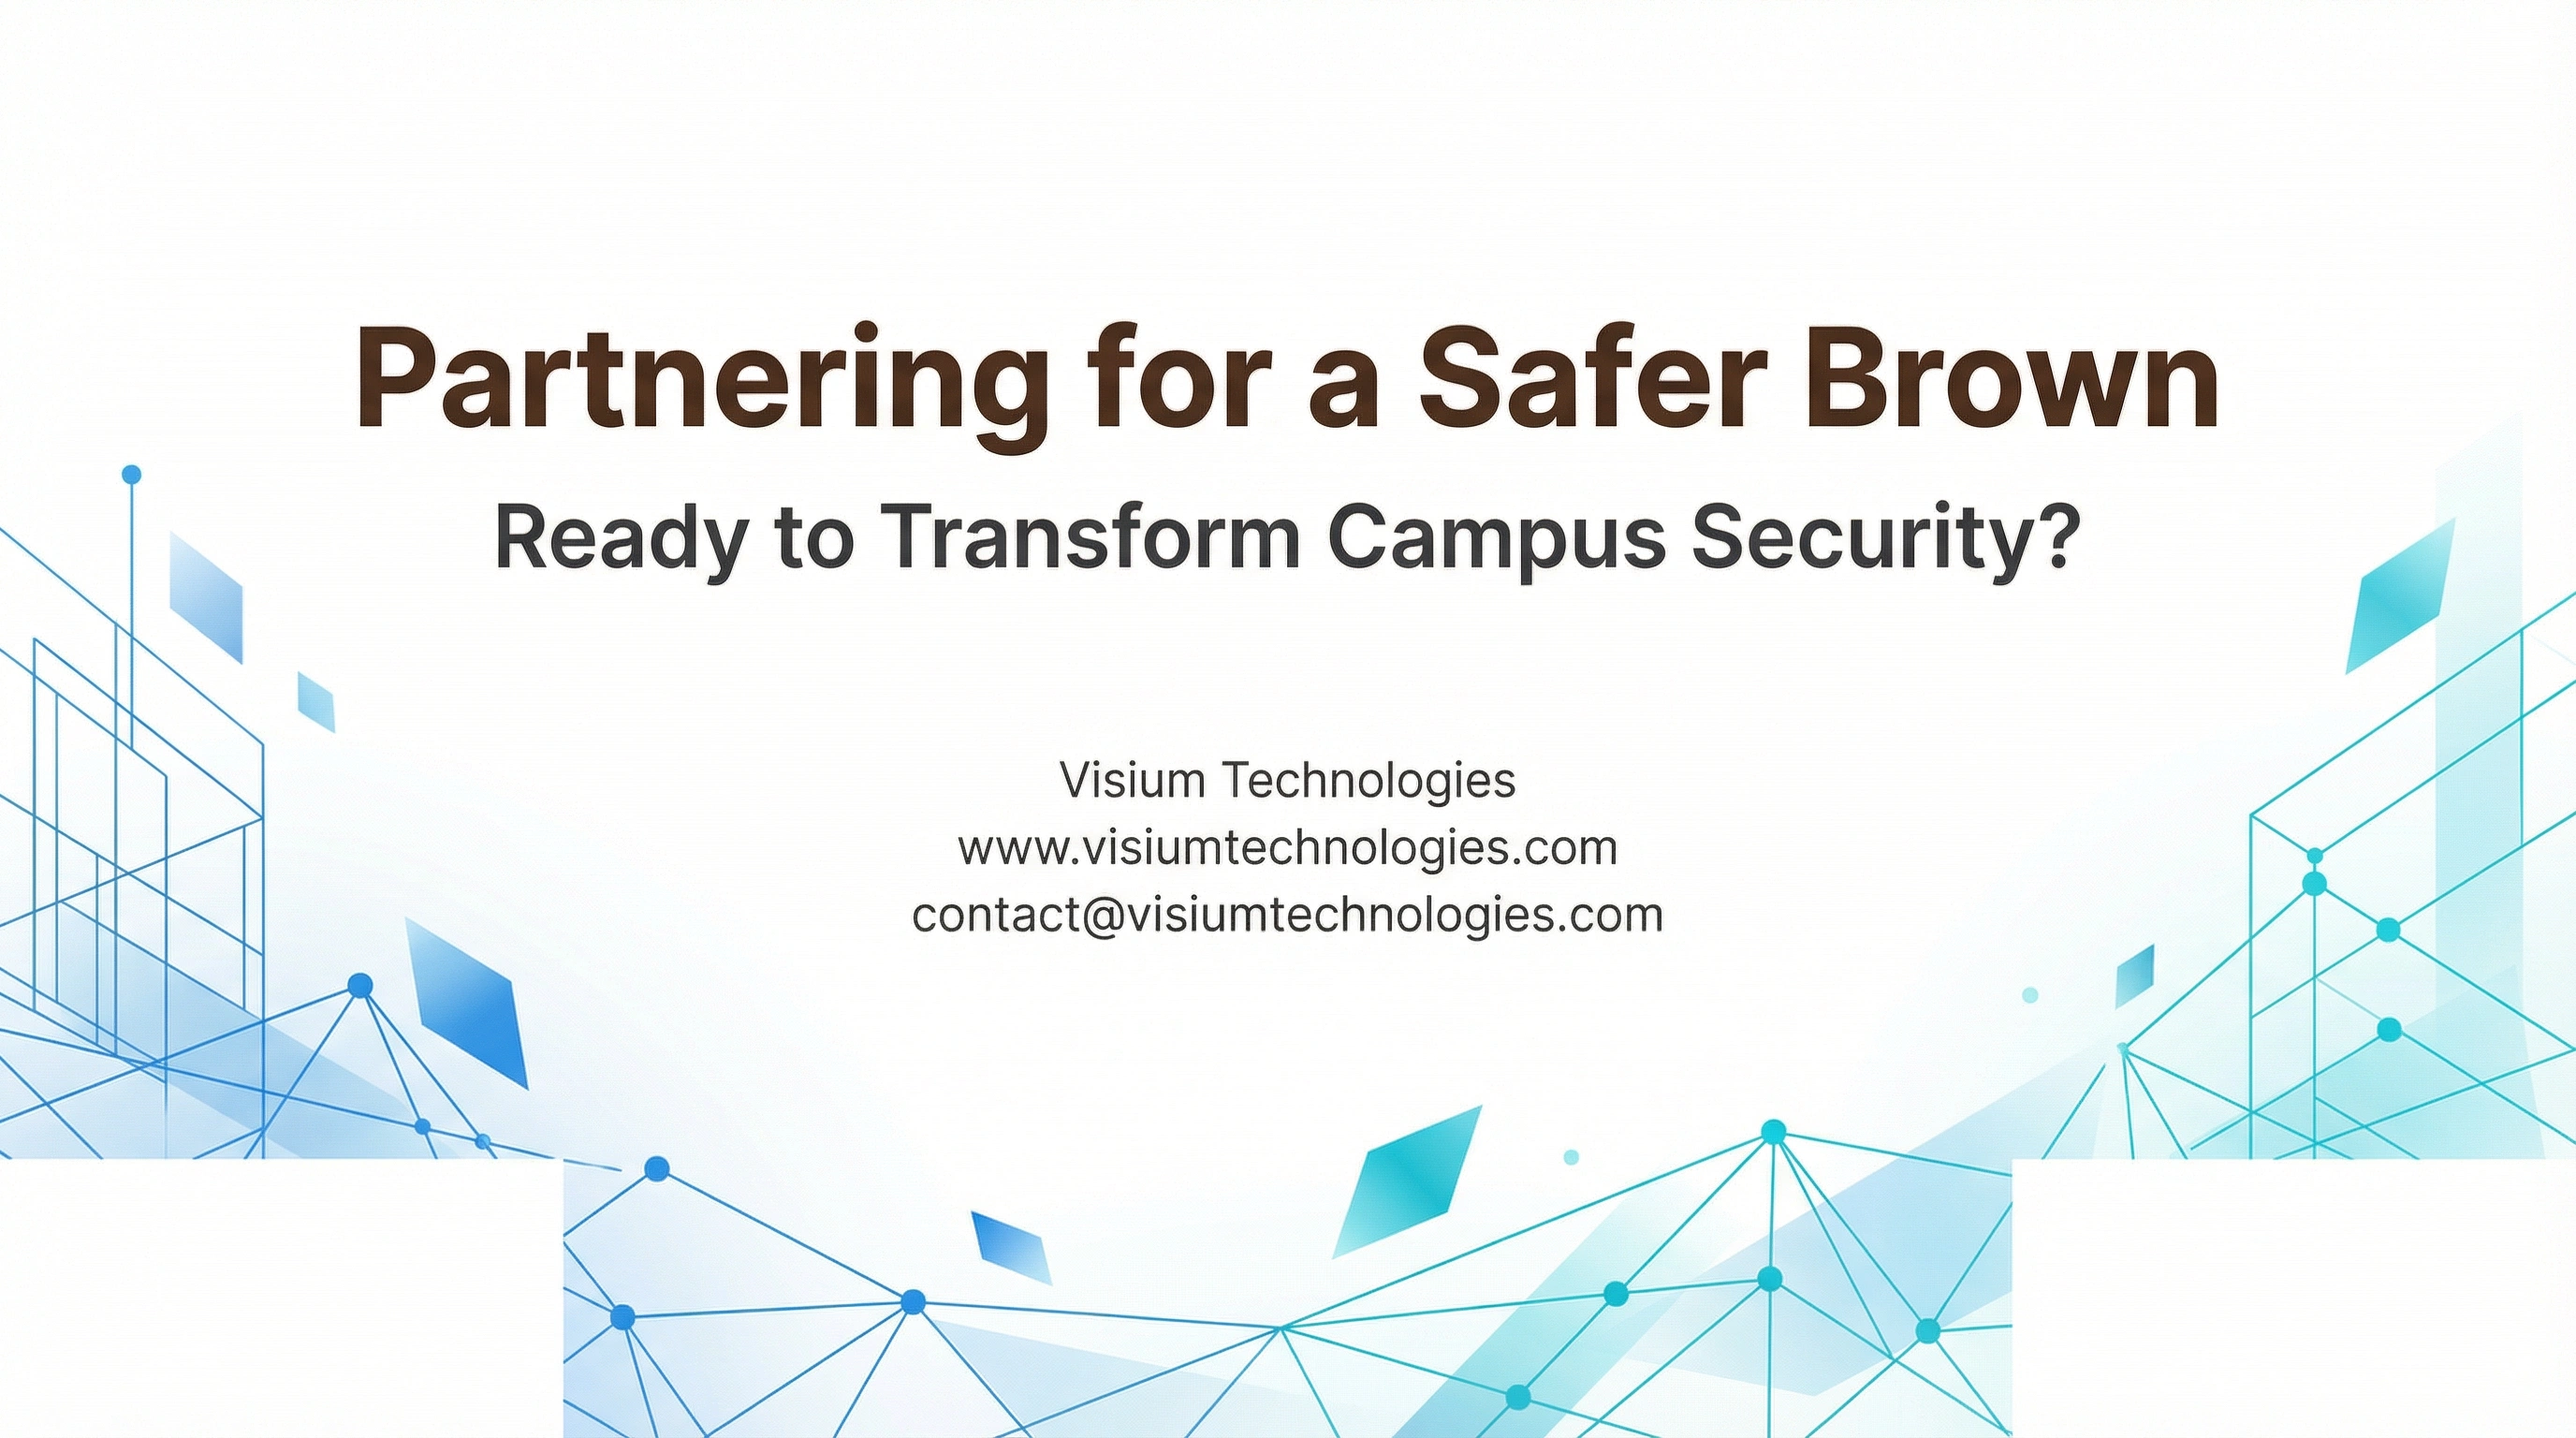 Partnering for a Safer Brown
Ready to Transform Campus Security?
Visium Technologies
www.visiumtechnologies.com
contact@visiumtechnologies.com